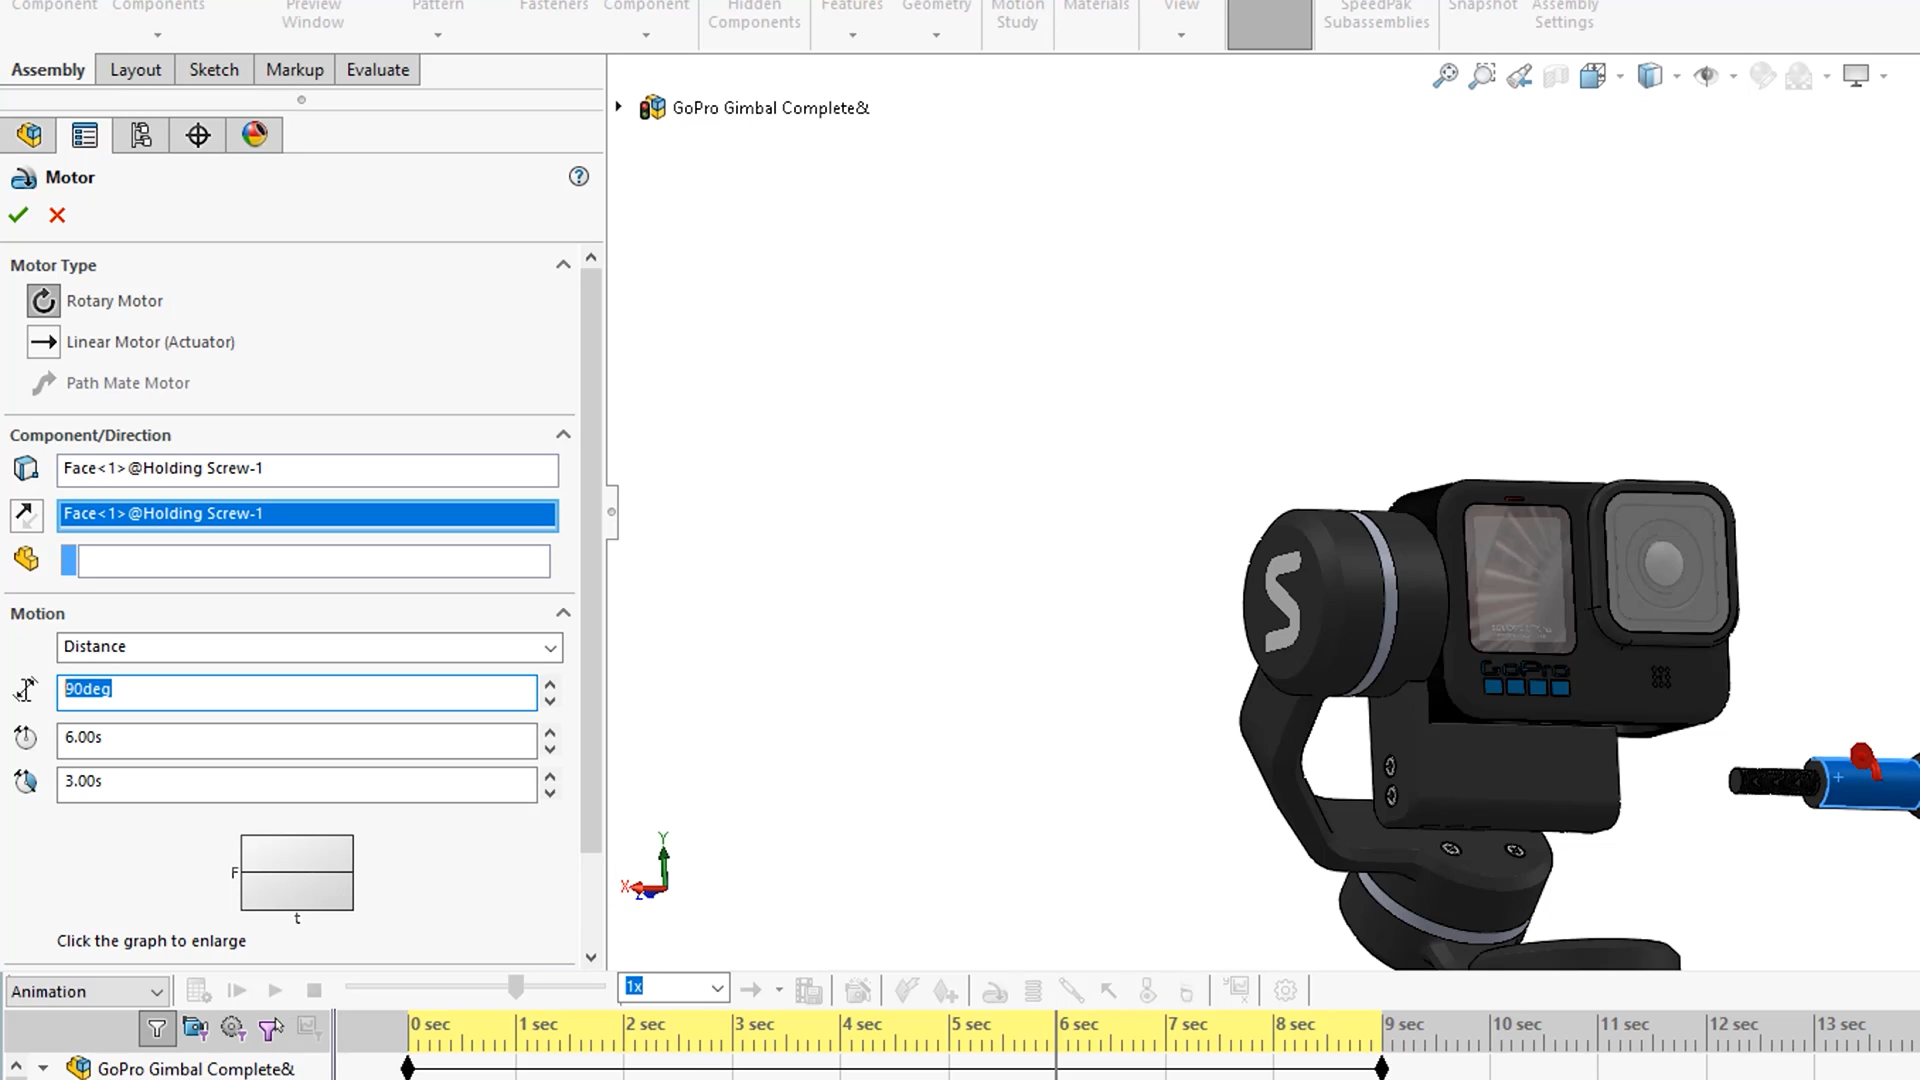 Component Components Preview Window Pattern Fasteners Component Hidden Components Features Geometry Motion Study Materials View SpeedPak Subassemblies Snapshot Assembly Settings
Assembly Layout Sketch Markup Evaluate
GoPro Gimbal Complete&
Motor
Motor Type
Rotary Motor
Linear Motor (Actuator)
Path Mate Motor
Component/Direction
Face<1>@Holding Screw-1
Face<1>@Holding Screw-1
Motion
Distance
90deg
6.00s
3.00s
F
t
Click the graph to enlarge
S
GoPro
Y
X
Z
Animation
1x
0 sec 1 sec 2 sec 3 sec 4 sec 5 sec 6 sec 7 sec 8 sec 9 sec 10 sec 11 sec 12 sec 13 sec
GoPro Gimbal Complete&